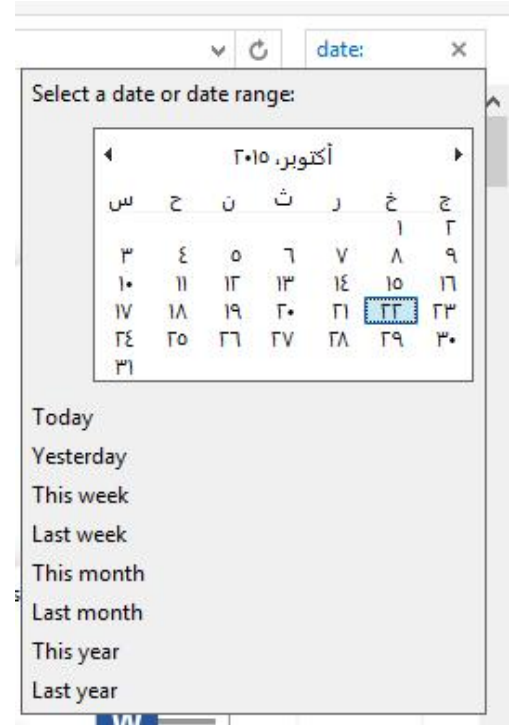 date:
Select a date or date range:
أكتوبر، ٢٠١٥
س ح ن ث ر خ ج
١ ٢
٣ ٤ ٥ ٦ ٧ ٨ ٩
١٠ ١١ ١٢ ١٣ ١٤ ١٥ ١٦
١٧ ١٨ ١٩ ٢٠ ٢١ ٢٢ ٢٣
٢٤ ٢٥ ٢٦ ٢٧ ٢٨ ٢٩ ٣٠
٣١
Today
Yesterday
This week
Last week
This month
Last month
This year
Last year
W